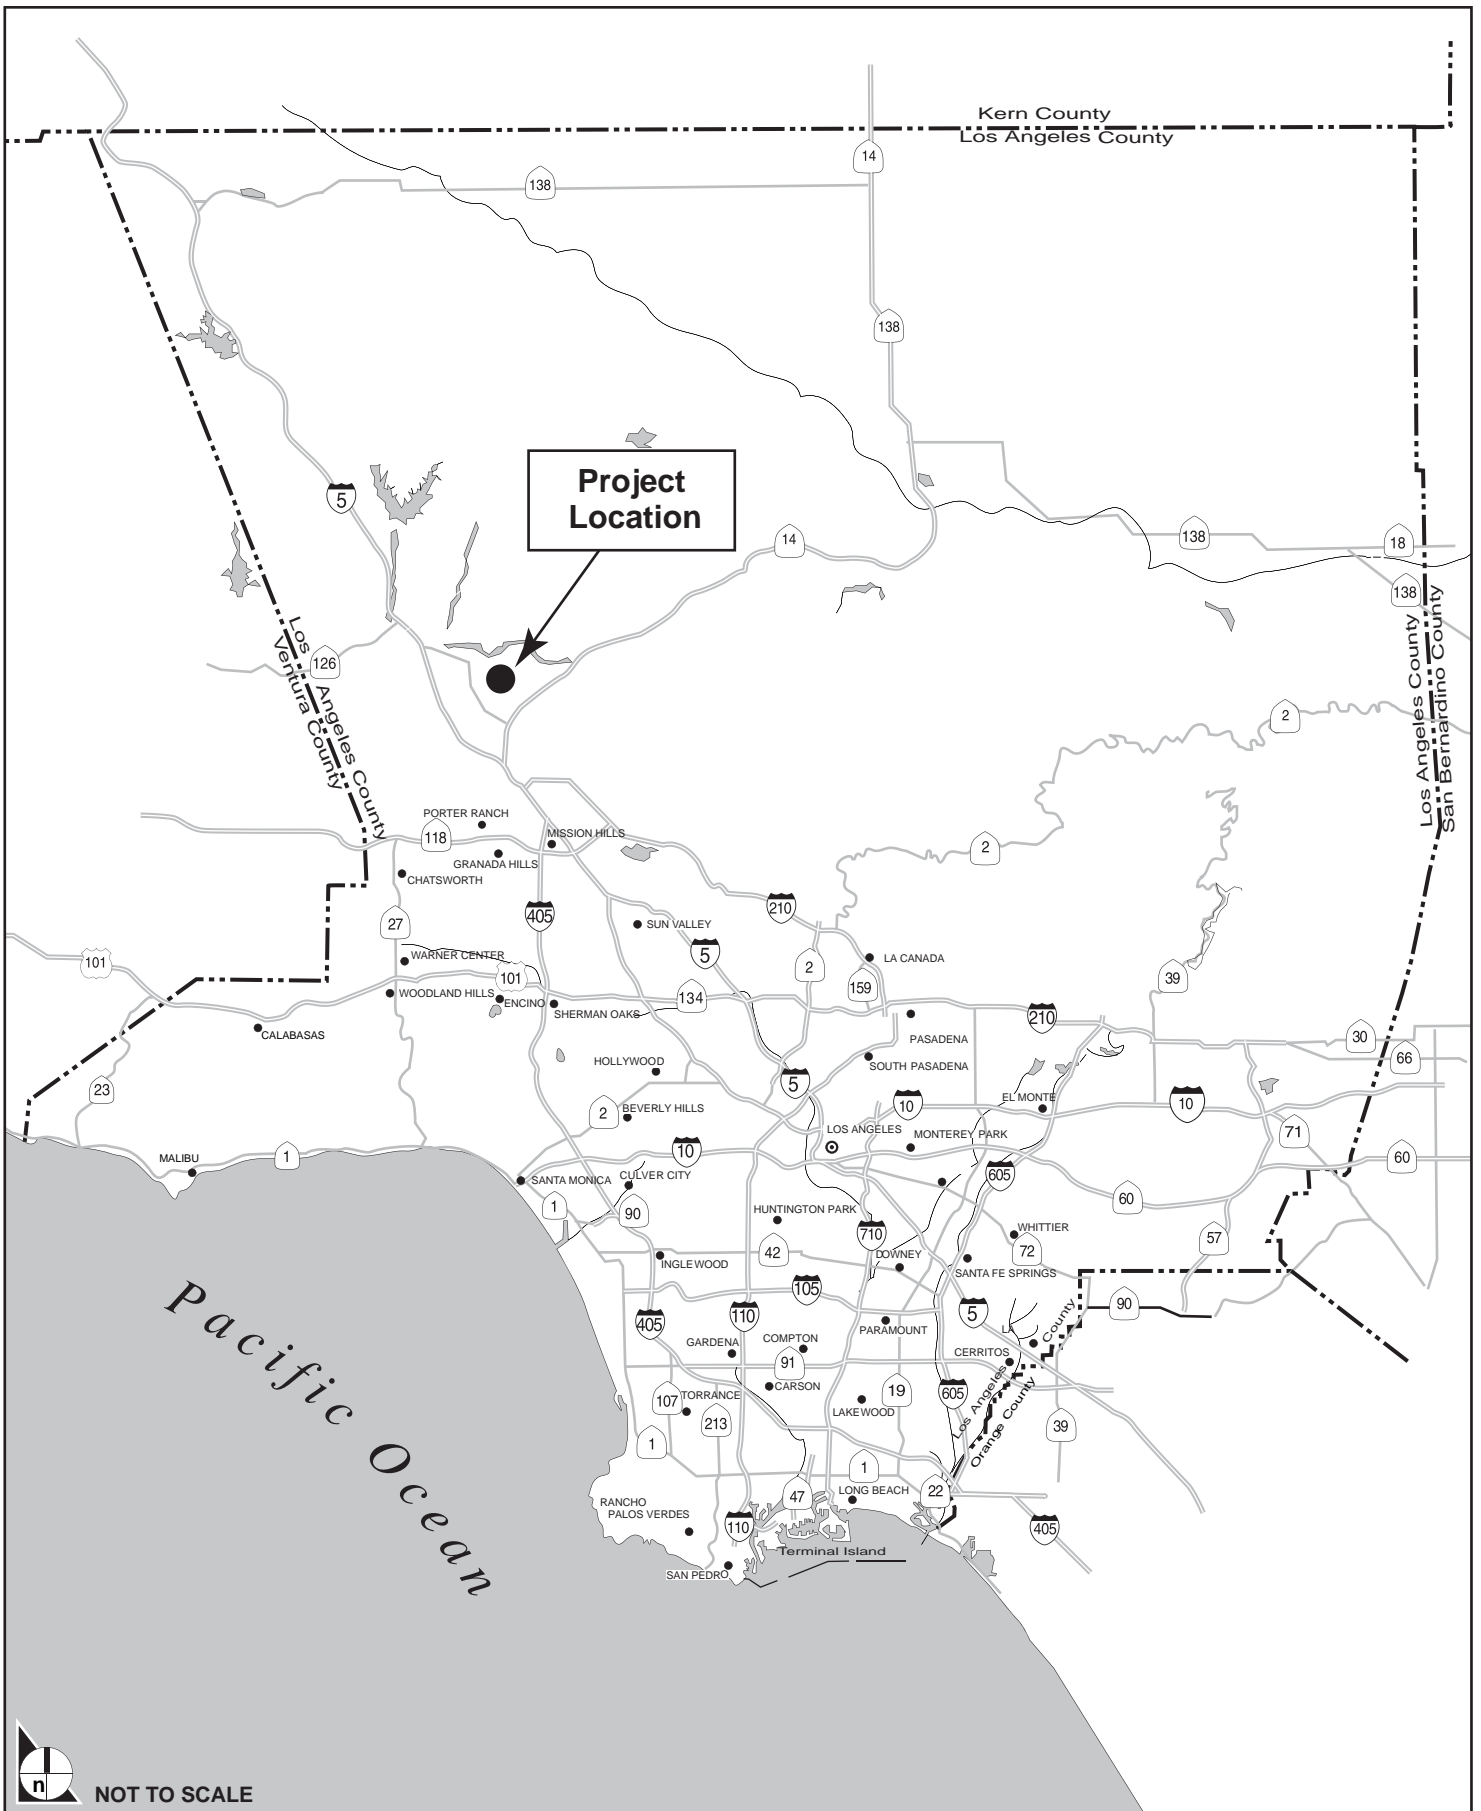 Kern County
Los Angeles County
14
138
138
Project
Location
5
14
138
18
138
Los Angeles County
Ventura County
126
Los Angeles County
San Bernardino County
2
PORTER RANCH
118
MISSION HILLS
GRANADA HILLS
2
CHATSWORTH
27
405
210
SUN VALLEY
5
WARNER CENTER
101
101
2
LA CANADA
39
WOODLAND HILLS
ENCINO
134
159
SHERMAN OAKS
210
CALABASAS
PASADENA
30
66
HOLLYWOOD
SOUTH PASADENA
23
5
2
BEVERLY HILLS
10
EL MONTE
10
LOS ANGELES
MONTEREY PARK
71
MALIBU
1
10
60
SANTA MONICA
CULVER CITY
605
60
1
90
HUNTINGTON PARK
710
WHITTIER
57
INGLEWOOD
42
DOWNEY
72
SANTA FE SPRINGS
105
405
110
5
90
PARAMOUNT
LA
GARDENA
COMPTON
91
CERRITOS
CARSON
107
TORRANCE
213
LAKEWOOD
19
605
Los Angeles County
Orange County
39
1
1
47
LONG BEACH
22
RANCHO
PALOS VERDES
110
405
Terminal Island
SAN PEDRO
Pacific Ocean
n
NOT TO SCALE